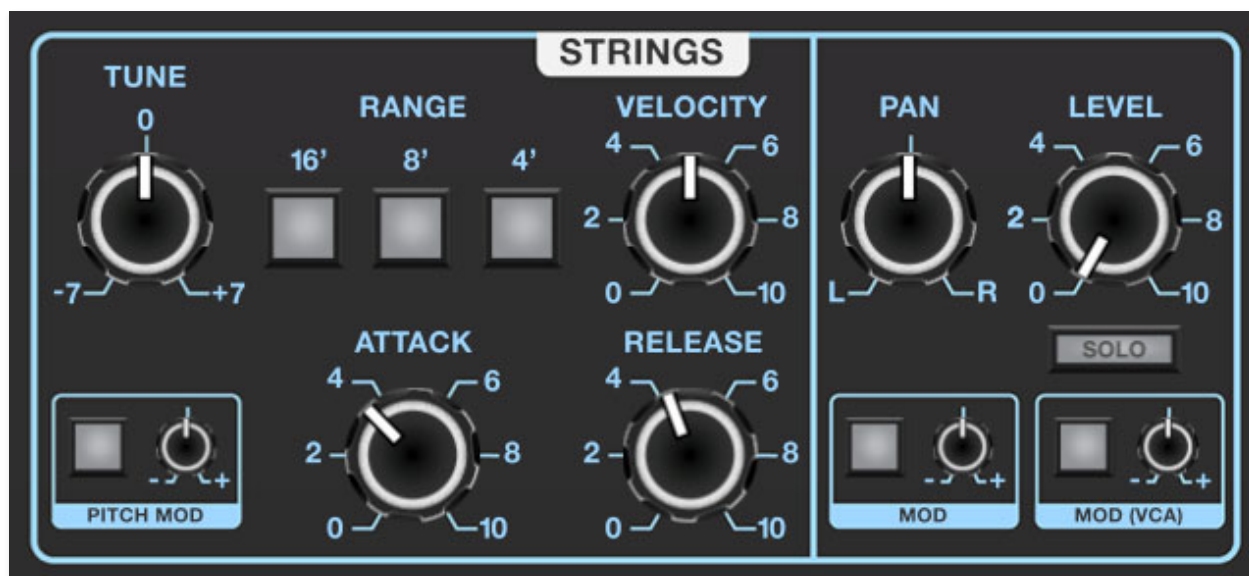 STRINGS
TUNE
0
-7 +7
RANGE
16’ 8’ 4’
VELOCITY
4 6
2 8
0 10
PAN
L R
LEVEL
4 6
2 8
0 10
SOLO
ATTACK
4 6
2 8
0 10
RELEASE
4 6
2 8
0 10
- +
PITCH MOD
- +
MOD
- +
MOD (VCA)